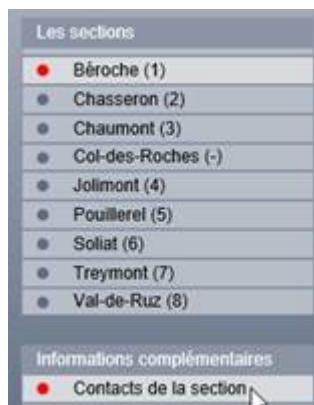 Les sections
Béroche (1)
Chasseron (2)
Chaumont (3)
Col-des-Roches (-)
Jolimont (4)
Pouillerel (5)
Soliat (6)
Treymont (7)
Val-de-Ruz (8)
Informations complémentaires
Contacts de la section